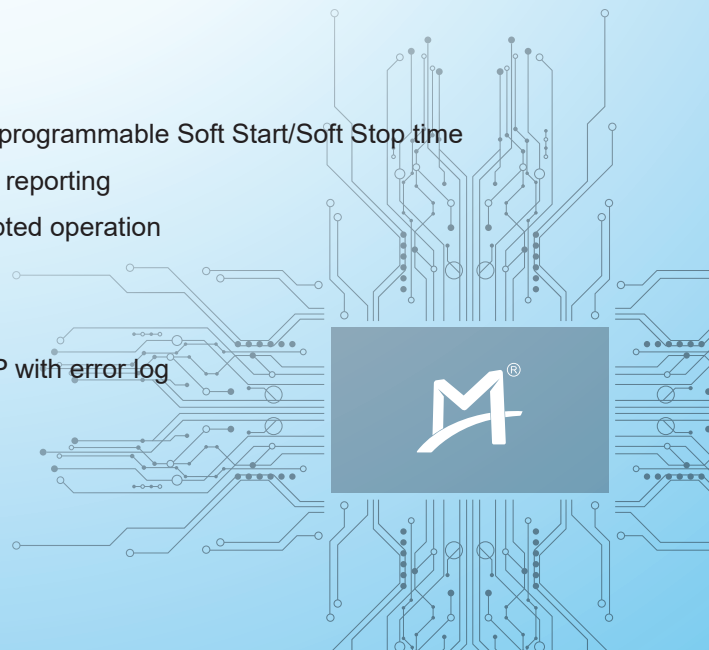 programmable Soft Start/Soft Stop time
reporting
oted operation
P with error log
®